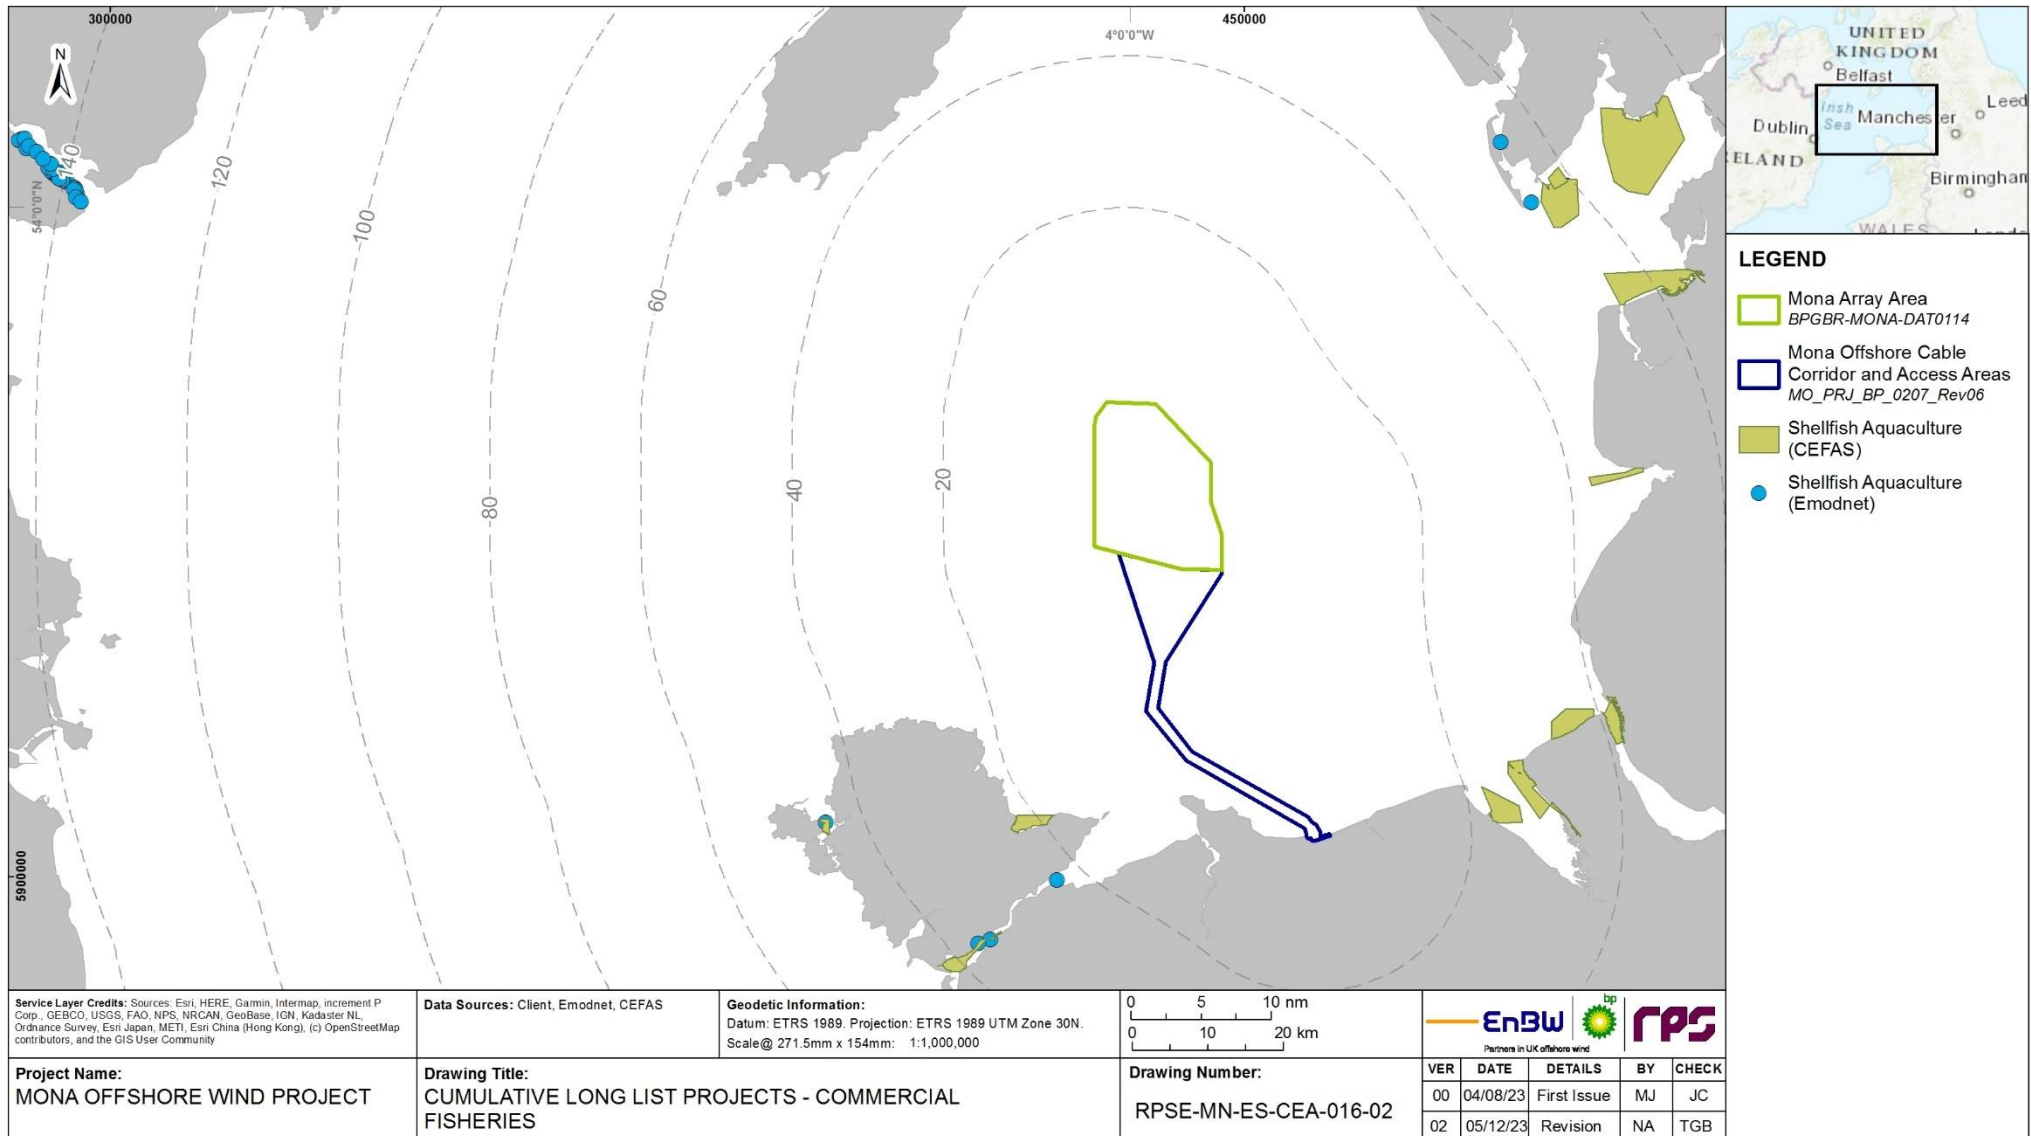 300000
450000
4°0'0"W
N
140
120
100
80
60
40
20
54°0'0"N
5900000
UNITED
KINGDOM
Belfast
Irish
Sea
Manchester
Leed
Dublin
RELAND
Birmingham
WALES
LEGEND
Mona Array Area
BPGBR-MONA-DAT0114
Mona Offshore Cable
Corridor and Access Areas
MO_PRJ_BP_0207_Rev06
Shellfish Aquaculture
(CEFAS)
Shellfish Aquaculture
(Emodnet)
Service Layer Credits: Sources: Esri, HERE, Garmin, Intermap, increment P
Corp., GEBCO, USGS, FAO, NPS, NRCAN, GeoBase, IGN, Kadaster NL,
Ordnance Survey, Esri Japan, METI, Esri China (Hong Kong), (c) OpenStreetMap
contributors, and the GIS User Community
Data Sources: Client, Emodnet, CEFAS
Geodetic Information:
Datum: ETRS 1989. Projection: ETRS 1989 UTM Zone 30N.
Scale@ 271.5mm x 154mm: 1:1,000,000
0 5 10 nm
0 10 20 km
EnBW
bp
rps
Partners in UK offshore wind
Project Name:
MONA OFFSHORE WIND PROJECT
Drawing Title:
CUMULATIVE LONG LIST PROJECTS - COMMERCIAL
FISHERIES
Drawing Number:
RPSE-MN-ES-CEA-016-02
VER DATE DETAILS BY CHECK
00 04/08/23 First Issue MJ JC
02 05/12/23 Revision NA TGB